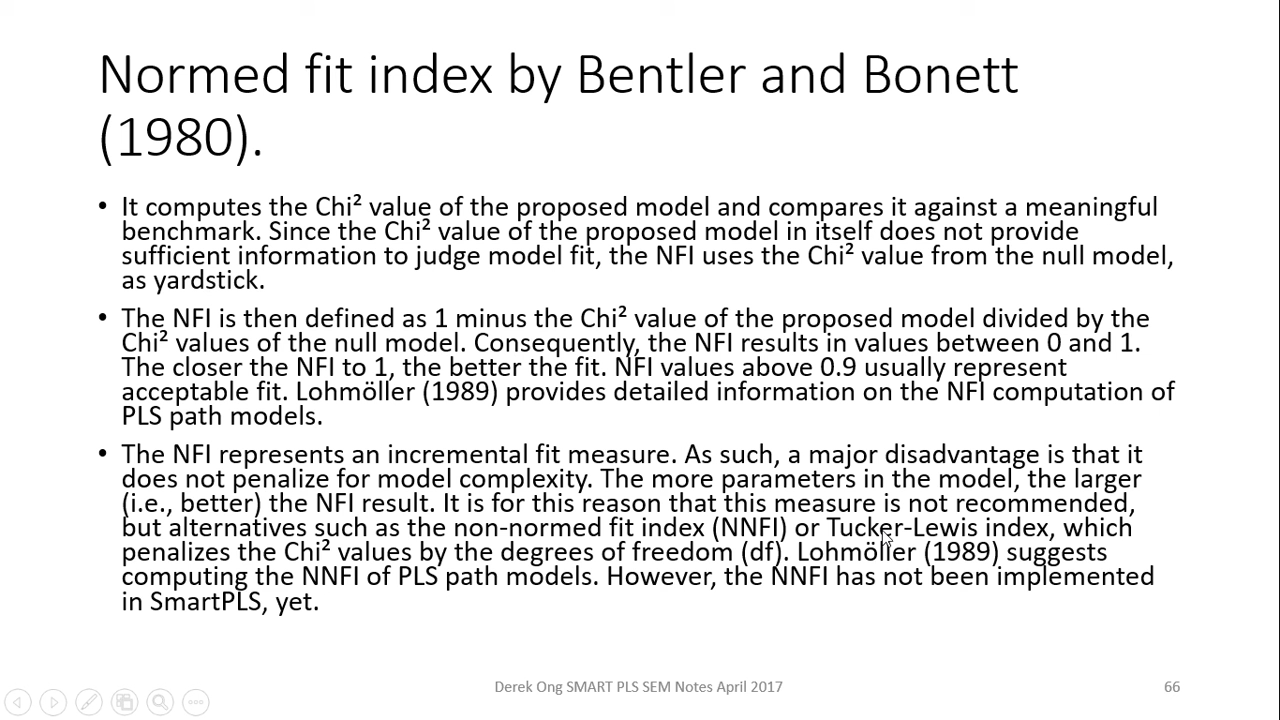 Normed fit index by Bentler and Bonett
(1980).
• It computes the Chi² value of the proposed model and compares it against a meaningful
benchmark. Since the Chi² value of the proposed model in itself does not provide
sufficient information to judge model fit, the NFI uses the Chi² value from the null model,
as yardstick.
• The NFI is then defined as 1 minus the Chi² value of the proposed model divided by the
Chi² values of the null model. Consequently, the NFI results in values between 0 and 1.
The closer the NFI to 1, the better the fit. NFI values above 0.9 usually represent
acceptable fit. Lohmöller (1989) provides detailed information on the NFI computation of
PLS path models.
• The NFI represents an incremental fit measure. As such, a major disadvantage is that it
does not penalize for model complexity. The more parameters in the model, the larger
(i.e., better) the NFI result. It is for this reason that this measure is not recommended,
but alternatives such as the non-normed fit index (NNFI) or Tucker-Lewis index, which
penalizes the Chi² values by the degrees of freedom (df). Lohmöller (1989) suggests
computing the NNFI of PLS path models. However, the NNFI has not been implemented
in SmartPLS, yet.
Derek Ong SMART PLS SEM Notes April 2017
66